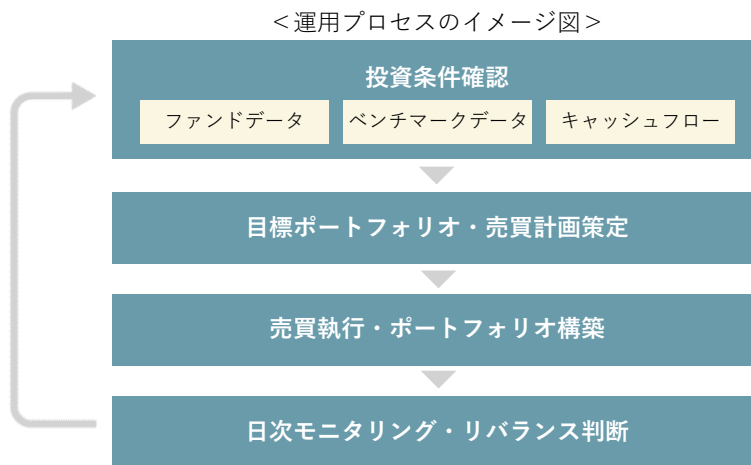 ＜運用プロセスのイメージ図＞
投資条件確認
ファンドデータ
ベンチマークデータ
キャッシュフロー
目標ポートフォリオ・売買計画策定
売買執行・ポートフォリオ構築
日次モニタリング・リバランス判断